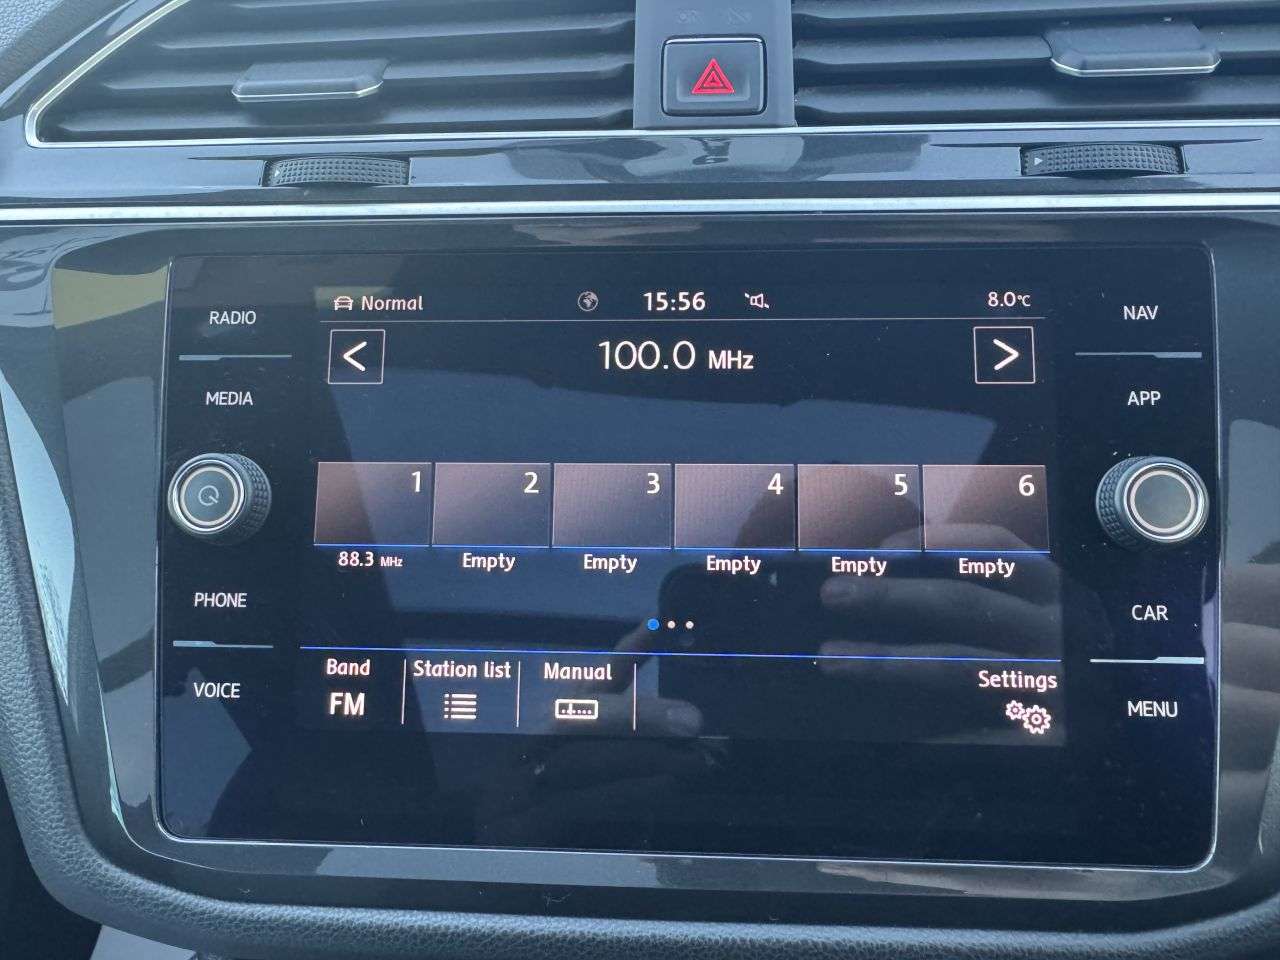 Normal 15:56 8.0°C
RADIO
NAV
100.0 MHz
MEDIA
APP
1 2 3 4 5 6
88.3 MHz Empty Empty Empty Empty Empty
PHONE
CAR
Band Station list Manual Settings
FM
VOICE
MENU